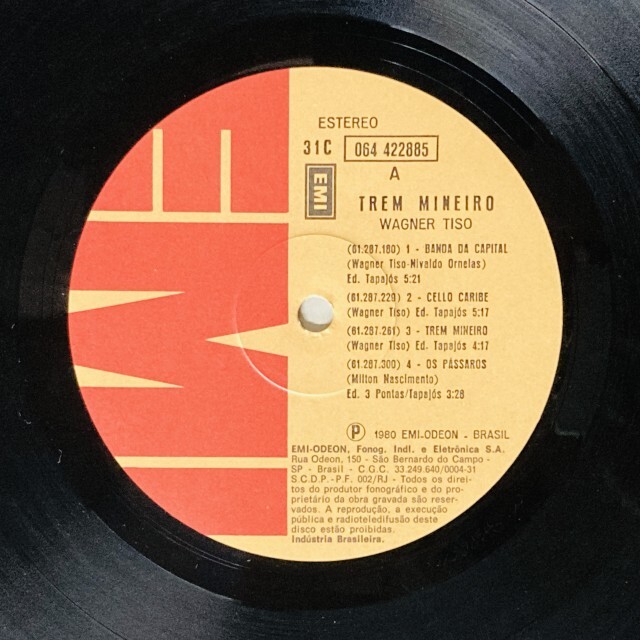 ESTEREO
31C 064 422885
EMI A
TREM MINEIRO
WAGNER TISO
(61.287.180) 1 - BANDA DA CAPITAL
(Wagner Tiso-Nivaldo Ornelas)
Ed. Tapajós 5:21
(61.287.229) 2 - CELLO CARIBE
(Wagner Tiso) Ed. Tapajós 5:17
(61.287.261) 3 - TREM MINEIRO
(Wagner Tiso) Ed. Tapajós 4:17
(61.287.300) 4 - OS PÁSSAROS
(Milton Nascimento)
Ed. 3 Pontas/Tapajós 3:28
Ⓟ 1980 EMI-ODEON - BRASIL
EMI-ODEON, Fonog. Indl. e Eletrônica S.A.
Rua Odeon, 150 - São Bernardo do Campo -
SP - Brasil - C.G.C. 33.249.640/0004-31
S.C.D.P. - P.F. 002/RJ - Todos os direi-
tos do produtor fonográfico e do pro-
prietário da obra gravada são reser-
vados. A reprodução, a execução
pública e radioteledifusão deste
disco estão proibidas.
Indústria Brasileira.
EMI